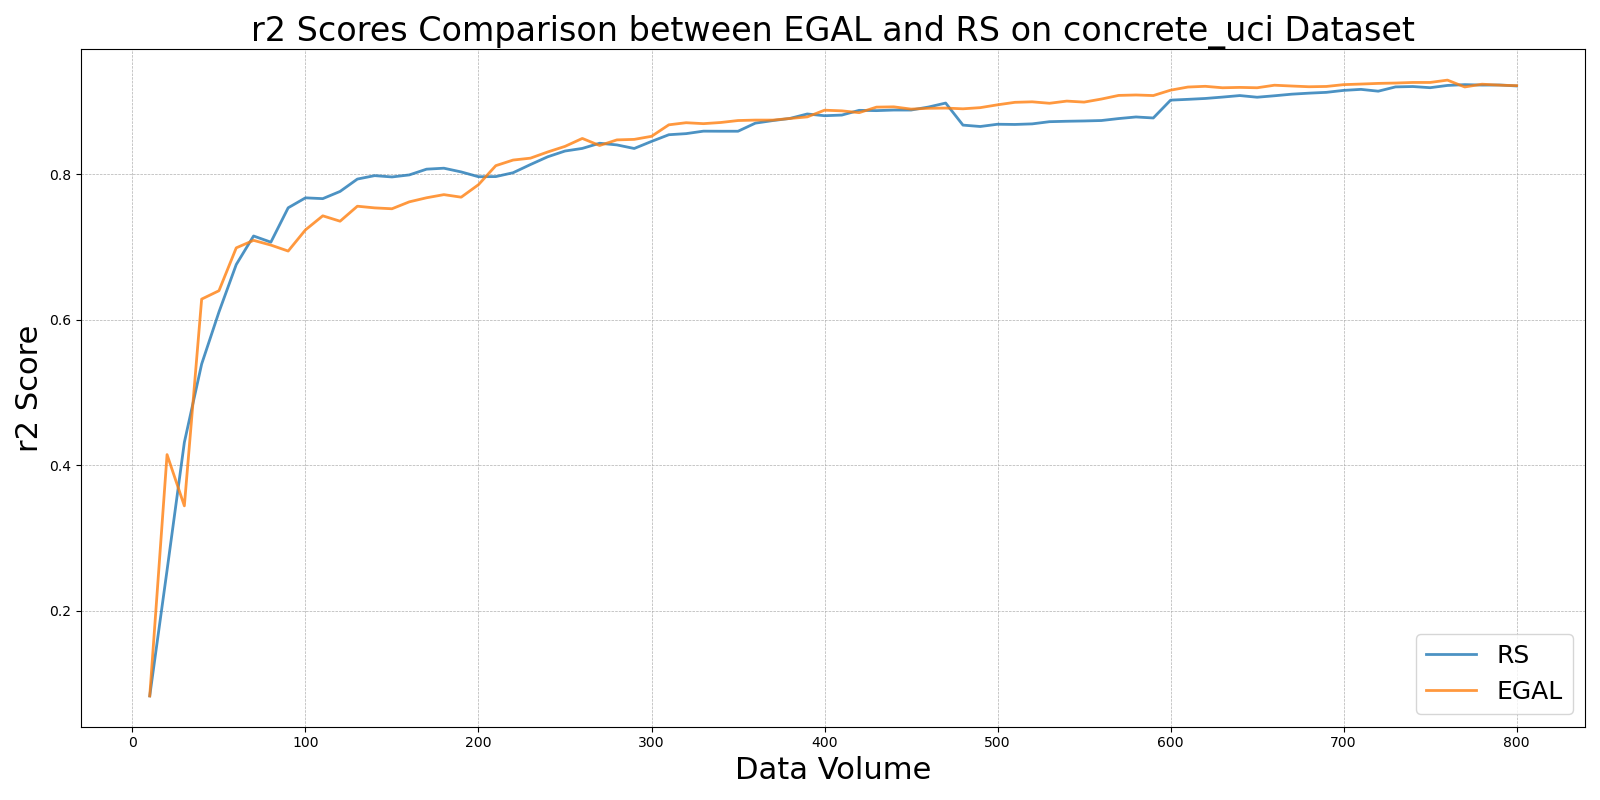 r2 Scores Comparison between EGAL and RS on concrete_uci Dataset
r2 Score
0.8
0.6
0.4
0.2
0 100 200 300 400 500 600 700 800
Data Volume
RS
EGAL